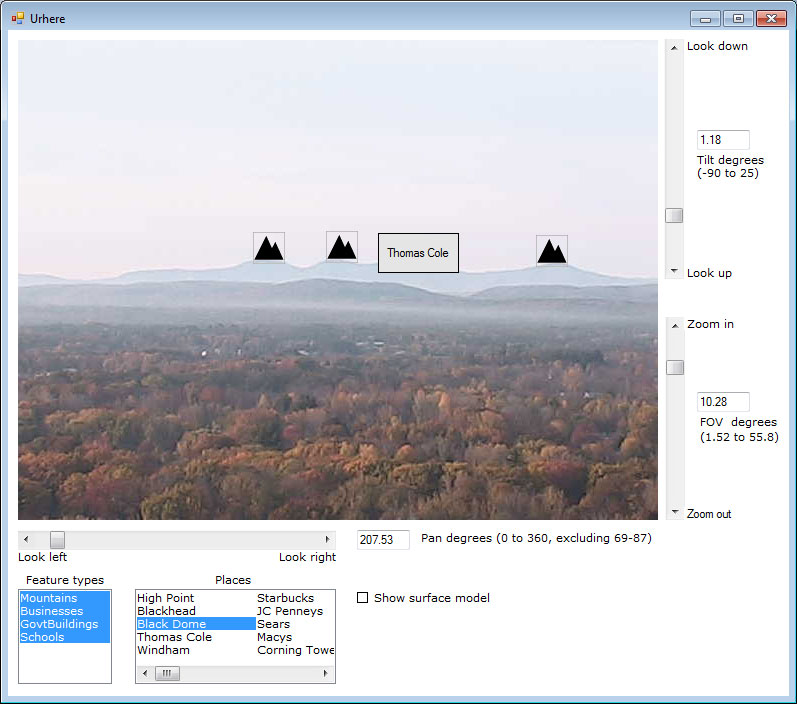 Urhere
Look down
1.18
Tilt degrees
(-90 to 25)
Thomas Cole
Look up
Zoom in
10.28
FOV degrees
(1.52 to 55.8)
Zoom out
207.53
Pan degrees (0 to 360, excluding 69-87)
Look left
Look right
Feature types
Places
Mountains
Businesses
GovtBuildings
Schools
High Point
Blackhead
Black Dome
Thomas Cole
Windham
Starbucks
JC Penneys
Sears
Macys
Corning Towe
Show surface model